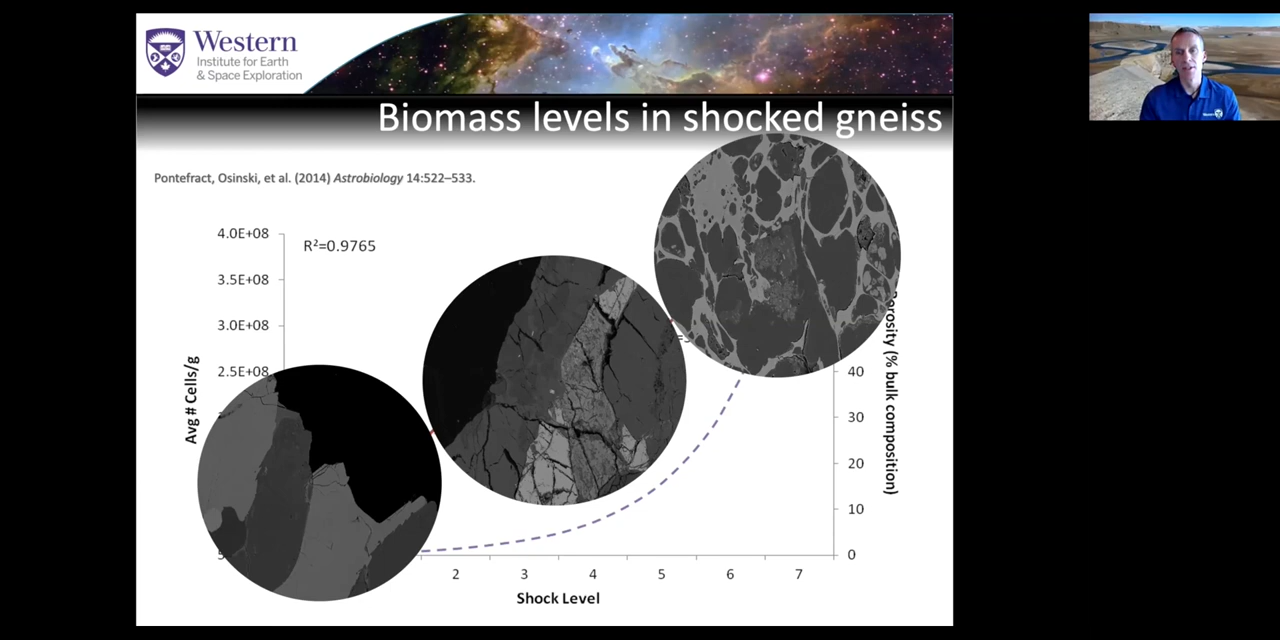 Western
Institute for Earth
& Space Exploration
Biomass levels in shocked gneiss
Pontefract, Osinski, et al. (2014) Astrobiology 14:522–533.
4.0E+08
R²=0.9765
3.5E+08
3.0E+08
2.5E+08
Avg # Cells/g
40
30
20
10
0
(% bulk composition)
2 3 4 5 6 7
Shock Level